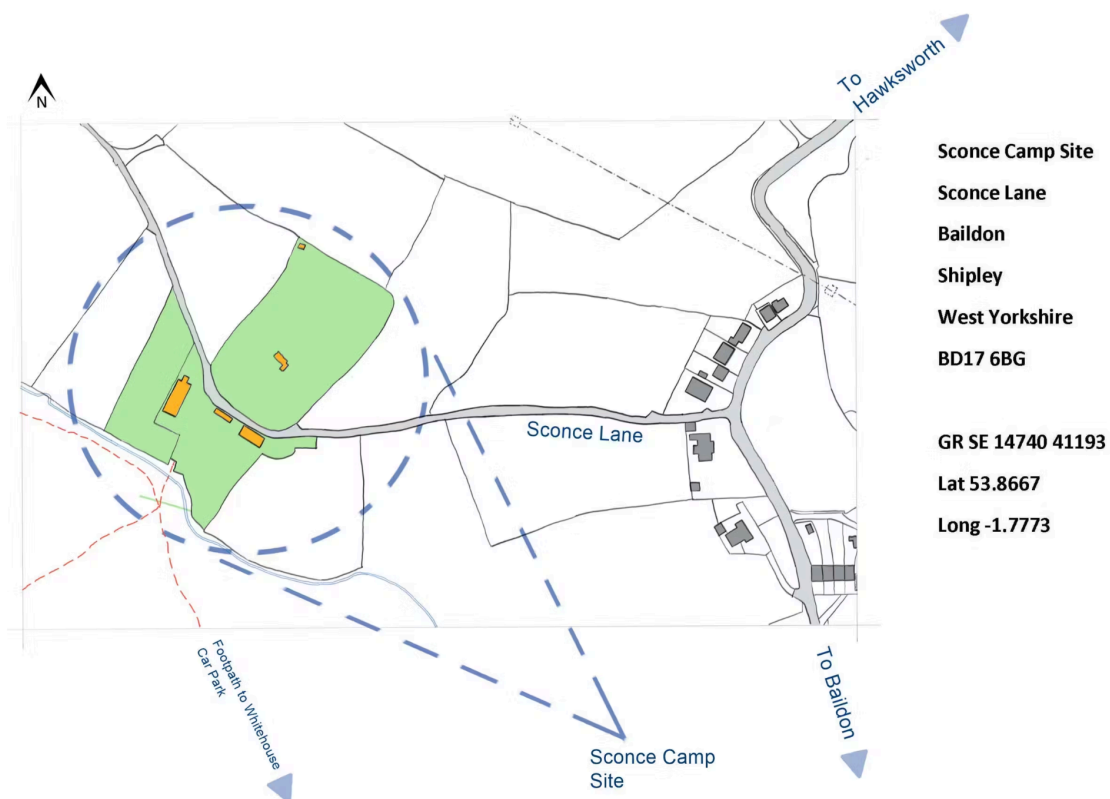 To
Hawksworth
N
Sconce Camp Site
Sconce Lane
Baildon
Shipley
West Yorkshire
BD17 6BG
GR SE 14740 41193
Lat 53.8667
Long -1.7773
Sconce Lane
Footpath to Whitehouse
Car Park
To Baildon
Sconce Camp
Site